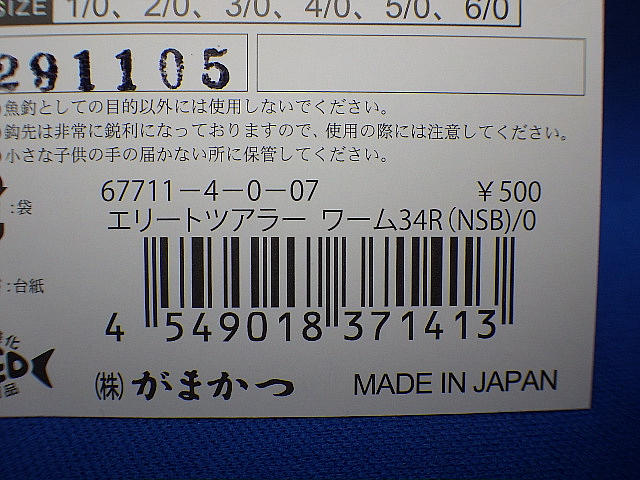 SIZE 1/0、2/0、3/0、4/0、5/0、6/0
291105
魚釣としての目的以外には使用しないでください。
鈎先は非常に鋭利になっておりますので、使用の際には注意してください。
小さな子供の手の届かない所に保管してください。
67711-4-0-07 ¥500
:袋
エリートツアラー ワーム34R(NSB)/0
:台紙
4 549018 371413
化
ED
品
(株)がまかつ MADE IN JAPAN